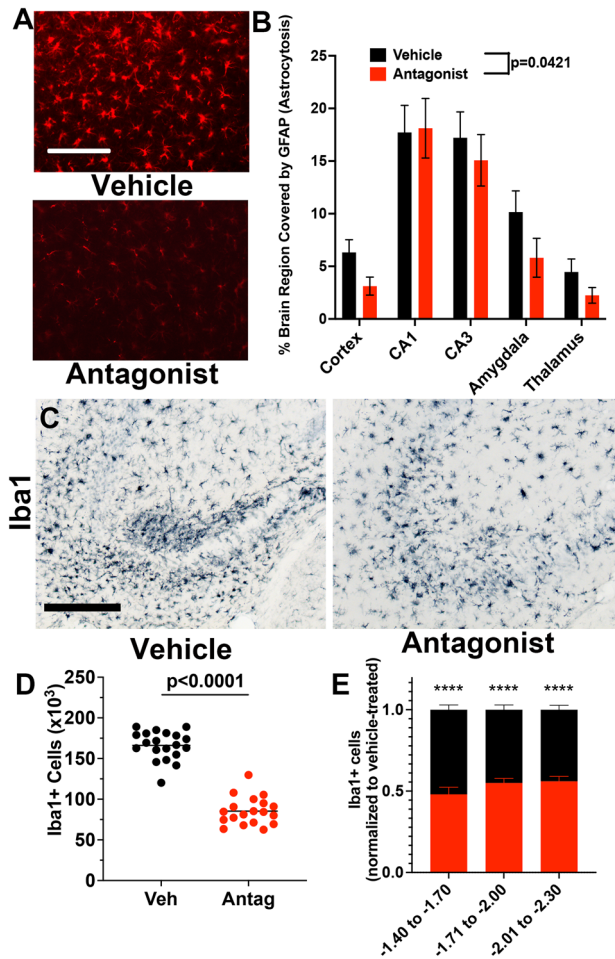 A
Vehicle
Antagonist
B
% Brain Region Covered by GFAP (Astrocytosis)
25
20
15
10
5
0
Vehicle
Antagonist
p=0.0421
Cortex
CA1
CA3
Amygdala
Thalamus
C
Iba1
Vehicle
Antagonist
D
Iba1+ Cells (x10³)
250
200
150
100
50
0
p<0.0001
Veh
Antag
E
Iba1+ cells
(normalized to vehicle-treated)
1.0
0.5
0.0
**** **** ****
-1.40 to -1.70
-1.71 to -2.00
-2.01 to -2.30